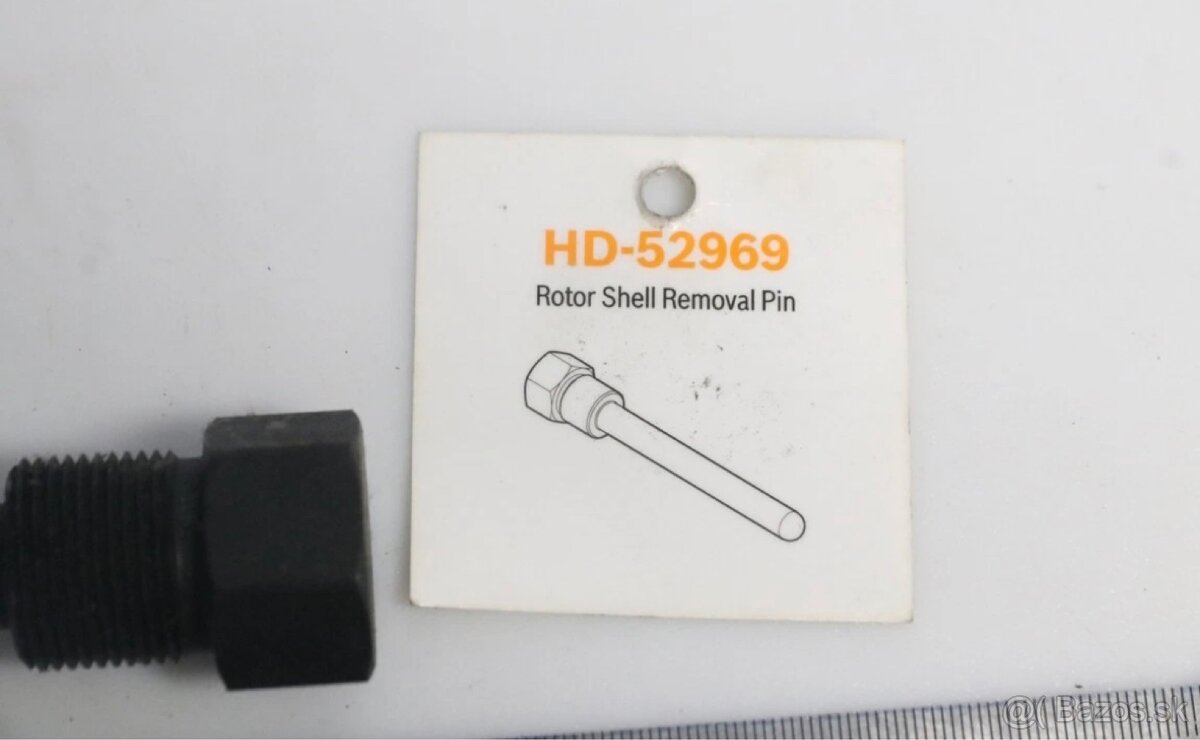 HD-52969
Rotor Shell Removal Pin
@( Bazos.sk